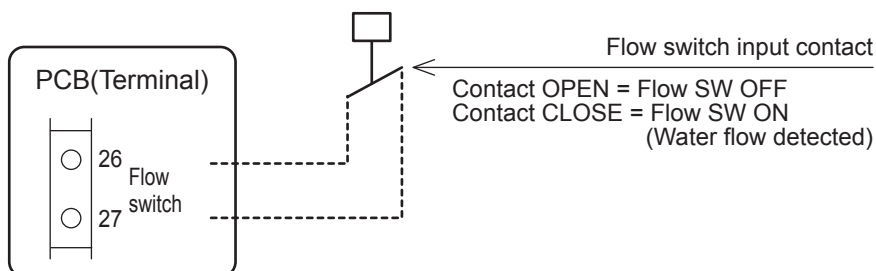 Flow switch input contact
PCB(Terminal)
Contact OPEN = Flow SW OFF
Contact CLOSE = Flow SW ON
(Water flow detected)
26
Flow
switch
27